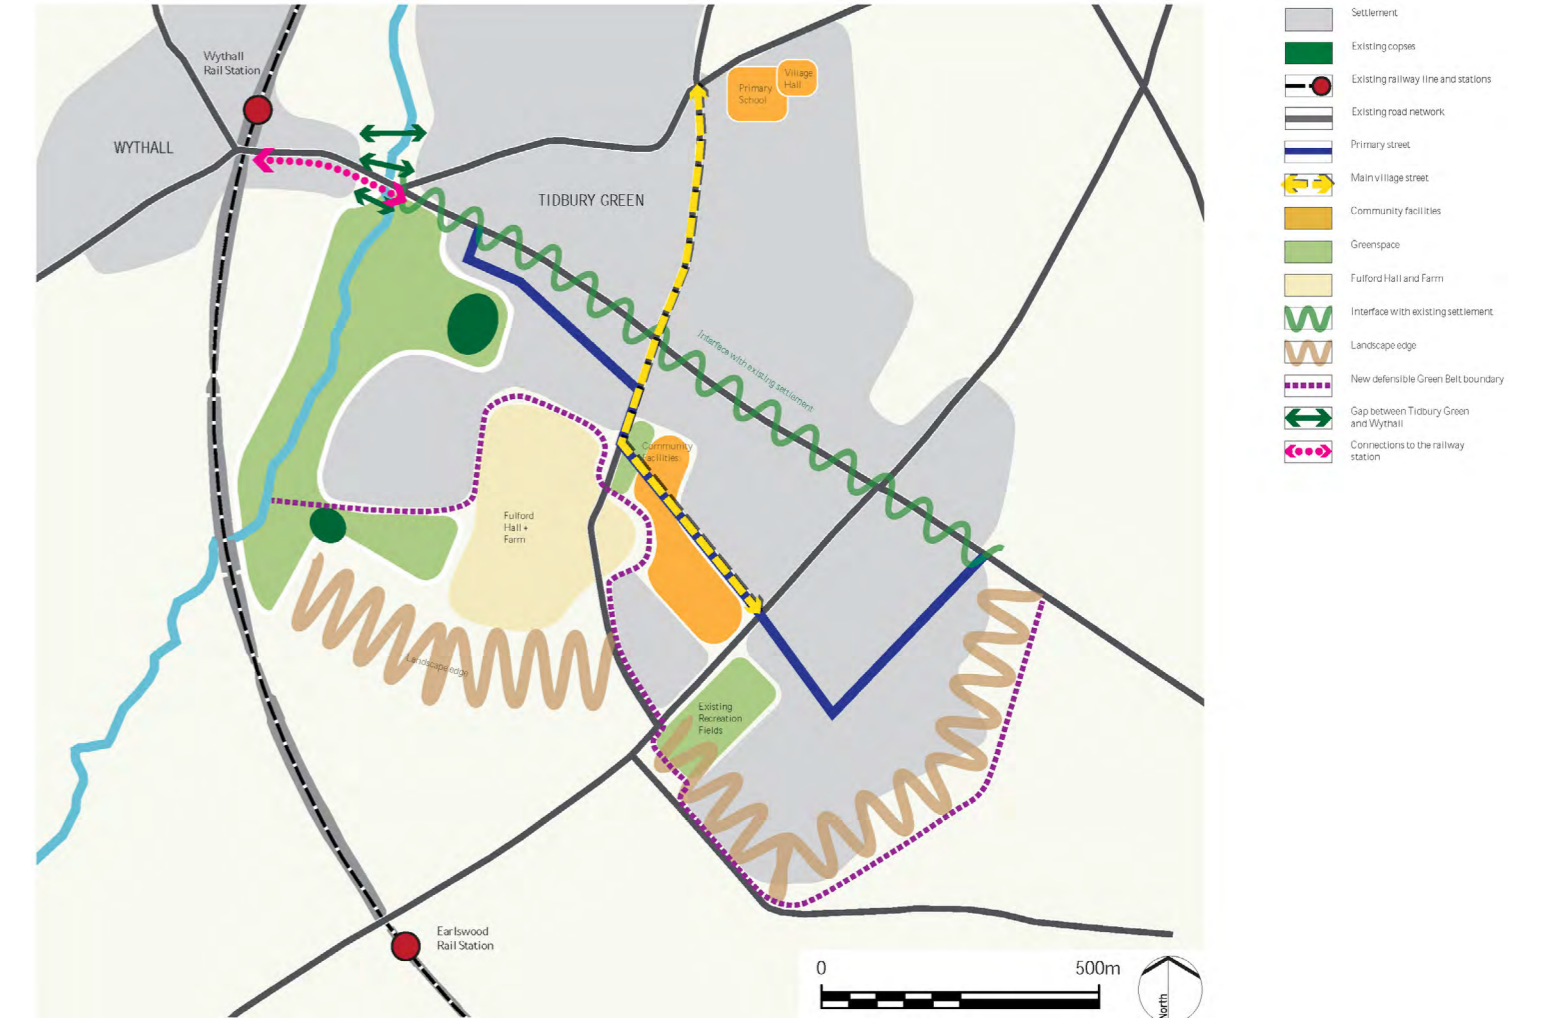 Wythall
Rail Station
WYTHALL
TIDBURY GREEN
Primary
School
Village
Hall
Interface with existing settlement
Community
facilities
Fulford
Hall +
Farm
Landscape edge
Existing
Recreation
Fields
Earlswood
Rail Station
0
500m
North
Settlement
Existing copses
Existing railway line and stations
Existing road network
Primary street
Main village street
Community facilities
Greenspace
Fulford Hall and Farm
Interface with existing settlement
Landscape edge
New defensible Green Belt boundary
Gap between Tidbury Green
and Wythall
Connections to the railway
station